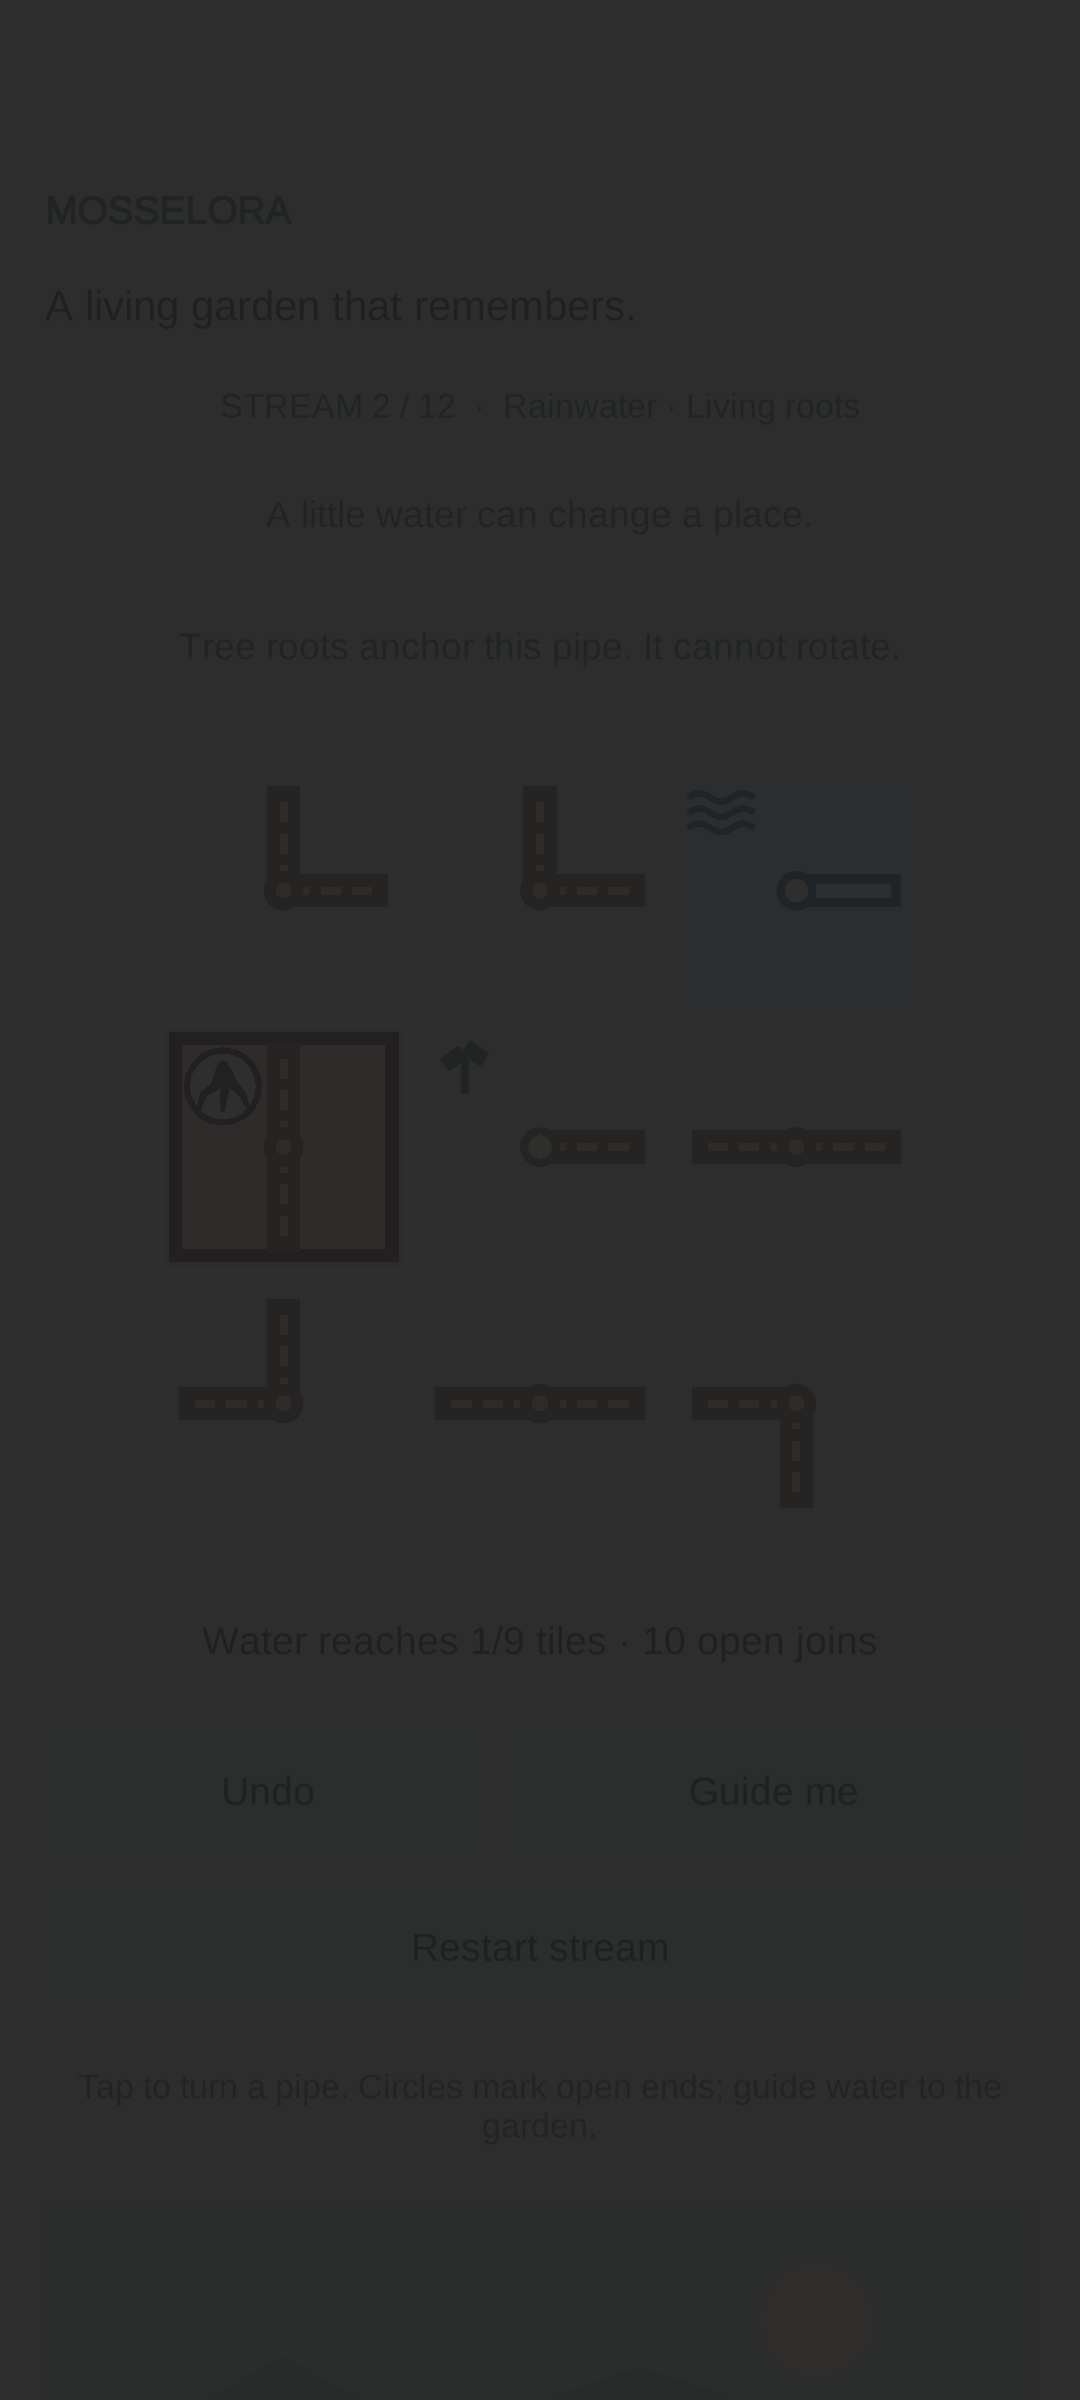 MOSSELORA
A living garden that remembers.
STREAM 2 / 12 · Rainwater · Living roots
A little water can change a place.
Tree roots anchor this pipe. It cannot rotate.
Water reaches 1/9 tiles · 10 open joins
Undo
Guide me
Restart stream
Tap to turn a pipe. Circles mark open ends; guide water to the
garden.